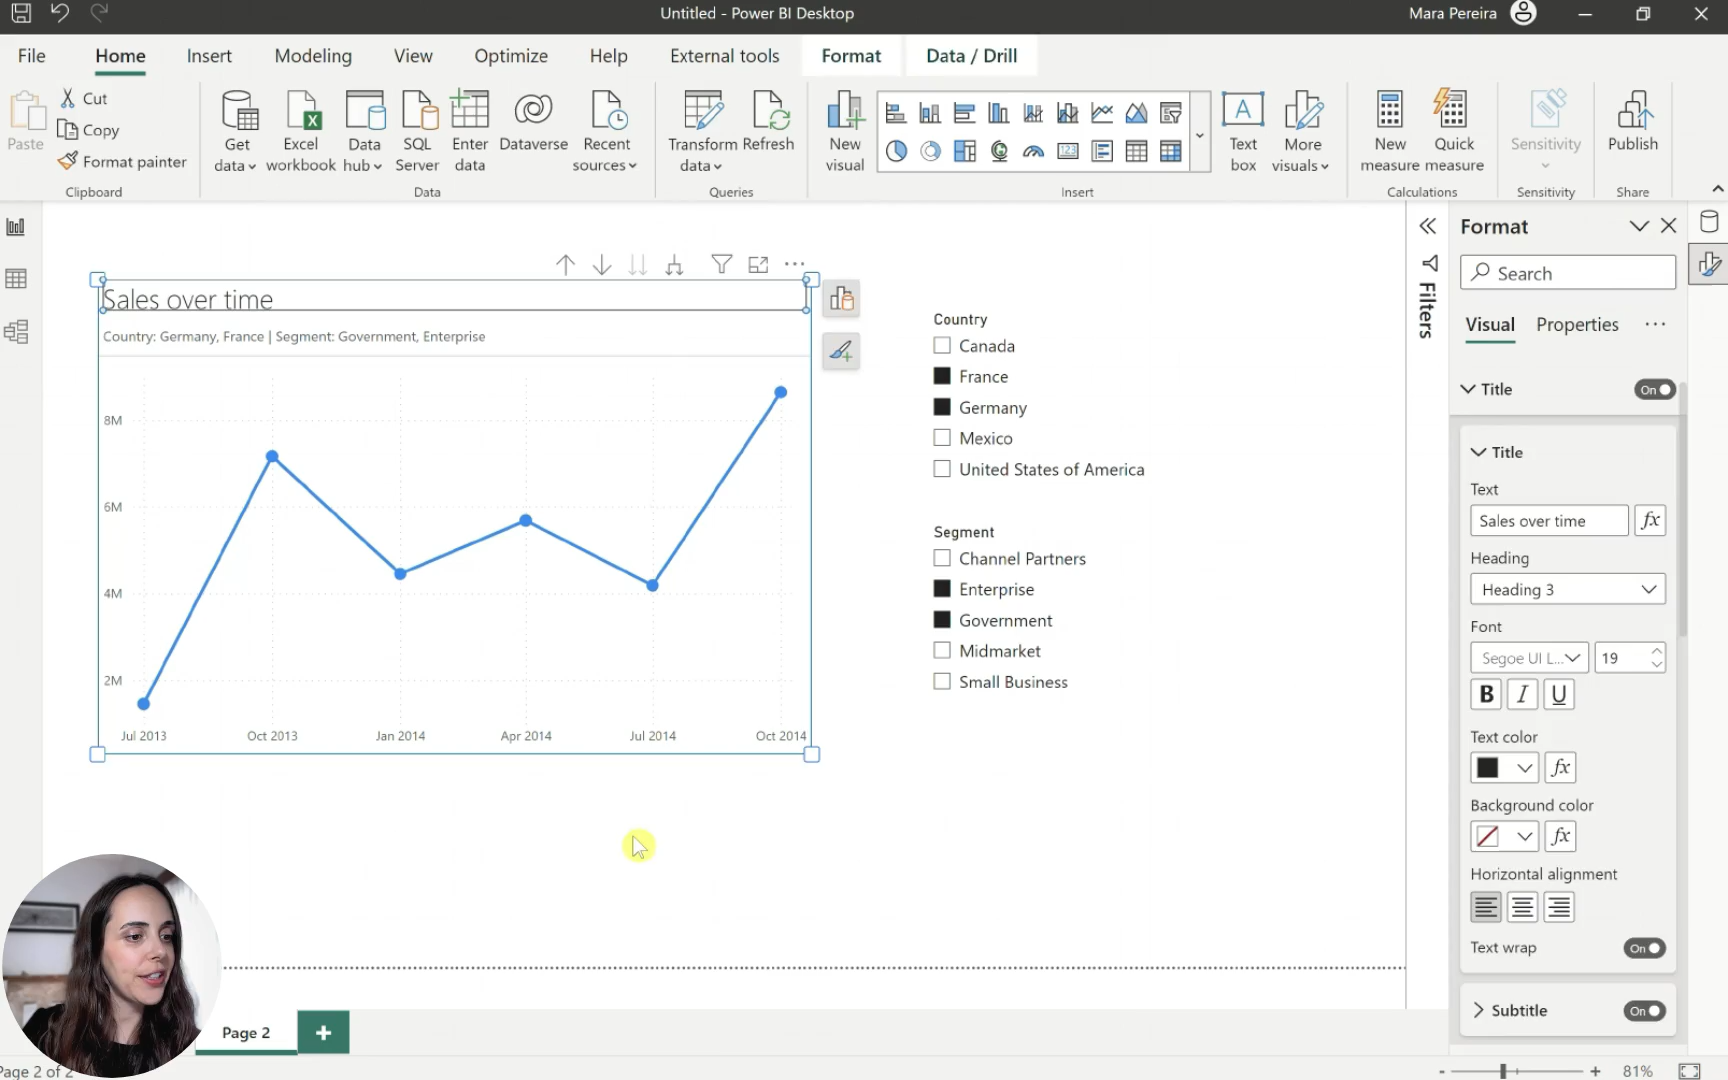 Untitled - Power BI Desktop
Mara Pereira
File
Home
Insert
Modeling
View
Optimize
Help
External tools
Format
Data / Drill
Paste
Cut
Copy
Format painter
Clipboard
Get data
Excel workbook
Data hub
SQL Server
Enter data
Dataverse
Recent sources
Data
Transform data
Refresh
Queries
New visual
Text box
More visuals
Insert
New measure
Quick measure
Calculations
Sensitivity
Sensitivity
Publish
Share
Sales over time
Country: Germany, France | Segment: Government, Enterprise
8M
6M
4M
2M
Jul 2013
Oct 2013
Jan 2014
Apr 2014
Jul 2014
Oct 2014
Country
Canada
France
Germany
Mexico
United States of America
Segment
Channel Partners
Enterprise
Government
Midmarket
Small Business
Filters
Format
Search
Visual
Properties
Title
On
Title
Text
Sales over time
fx
Heading
Heading 3
Font
Segoe UI L...
19
B
I
U
Text color
fx
Background color
fx
Horizontal alignment
Text wrap
On
Subtitle
On
Page 2
+
Page 2 of 2
- + 81%